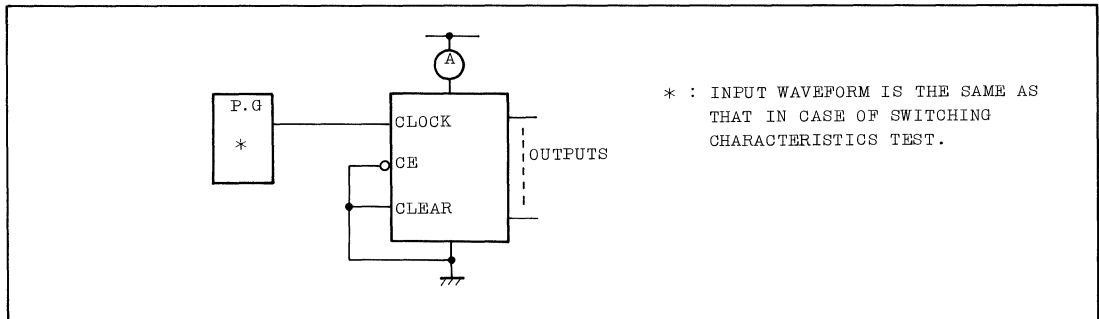 A
P.G
*
CLOCK
CE
CLEAR
OUTPUTS
* : INPUT WAVEFORM IS THE SAME AS
THAT IN CASE OF SWITCHING
CHARACTERISTICS TEST.